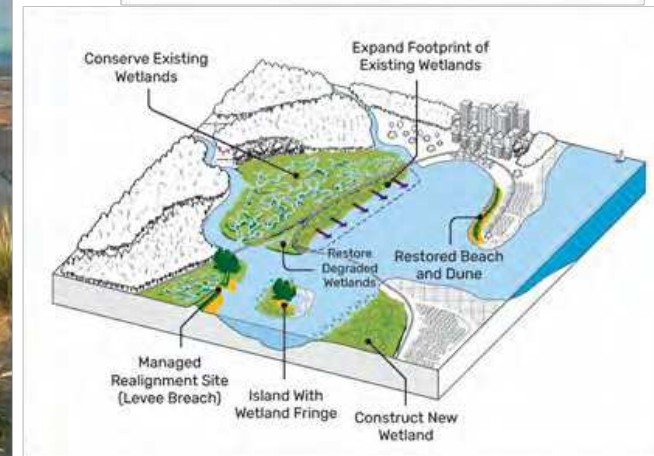 Conserve Existing
Wetlands
Expand Footprint of
Existing Wetlands
Restore
Degraded
Wetlands
Restored Beach
and Dune
Managed
Realignment Site
(Levee Breach)
Island With
Wetland Fringe
Construct New
Wetland